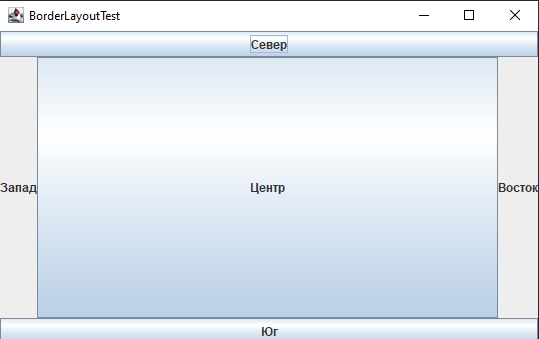 BorderLayoutTest
Север
Запад
Центр
Восток
Юг